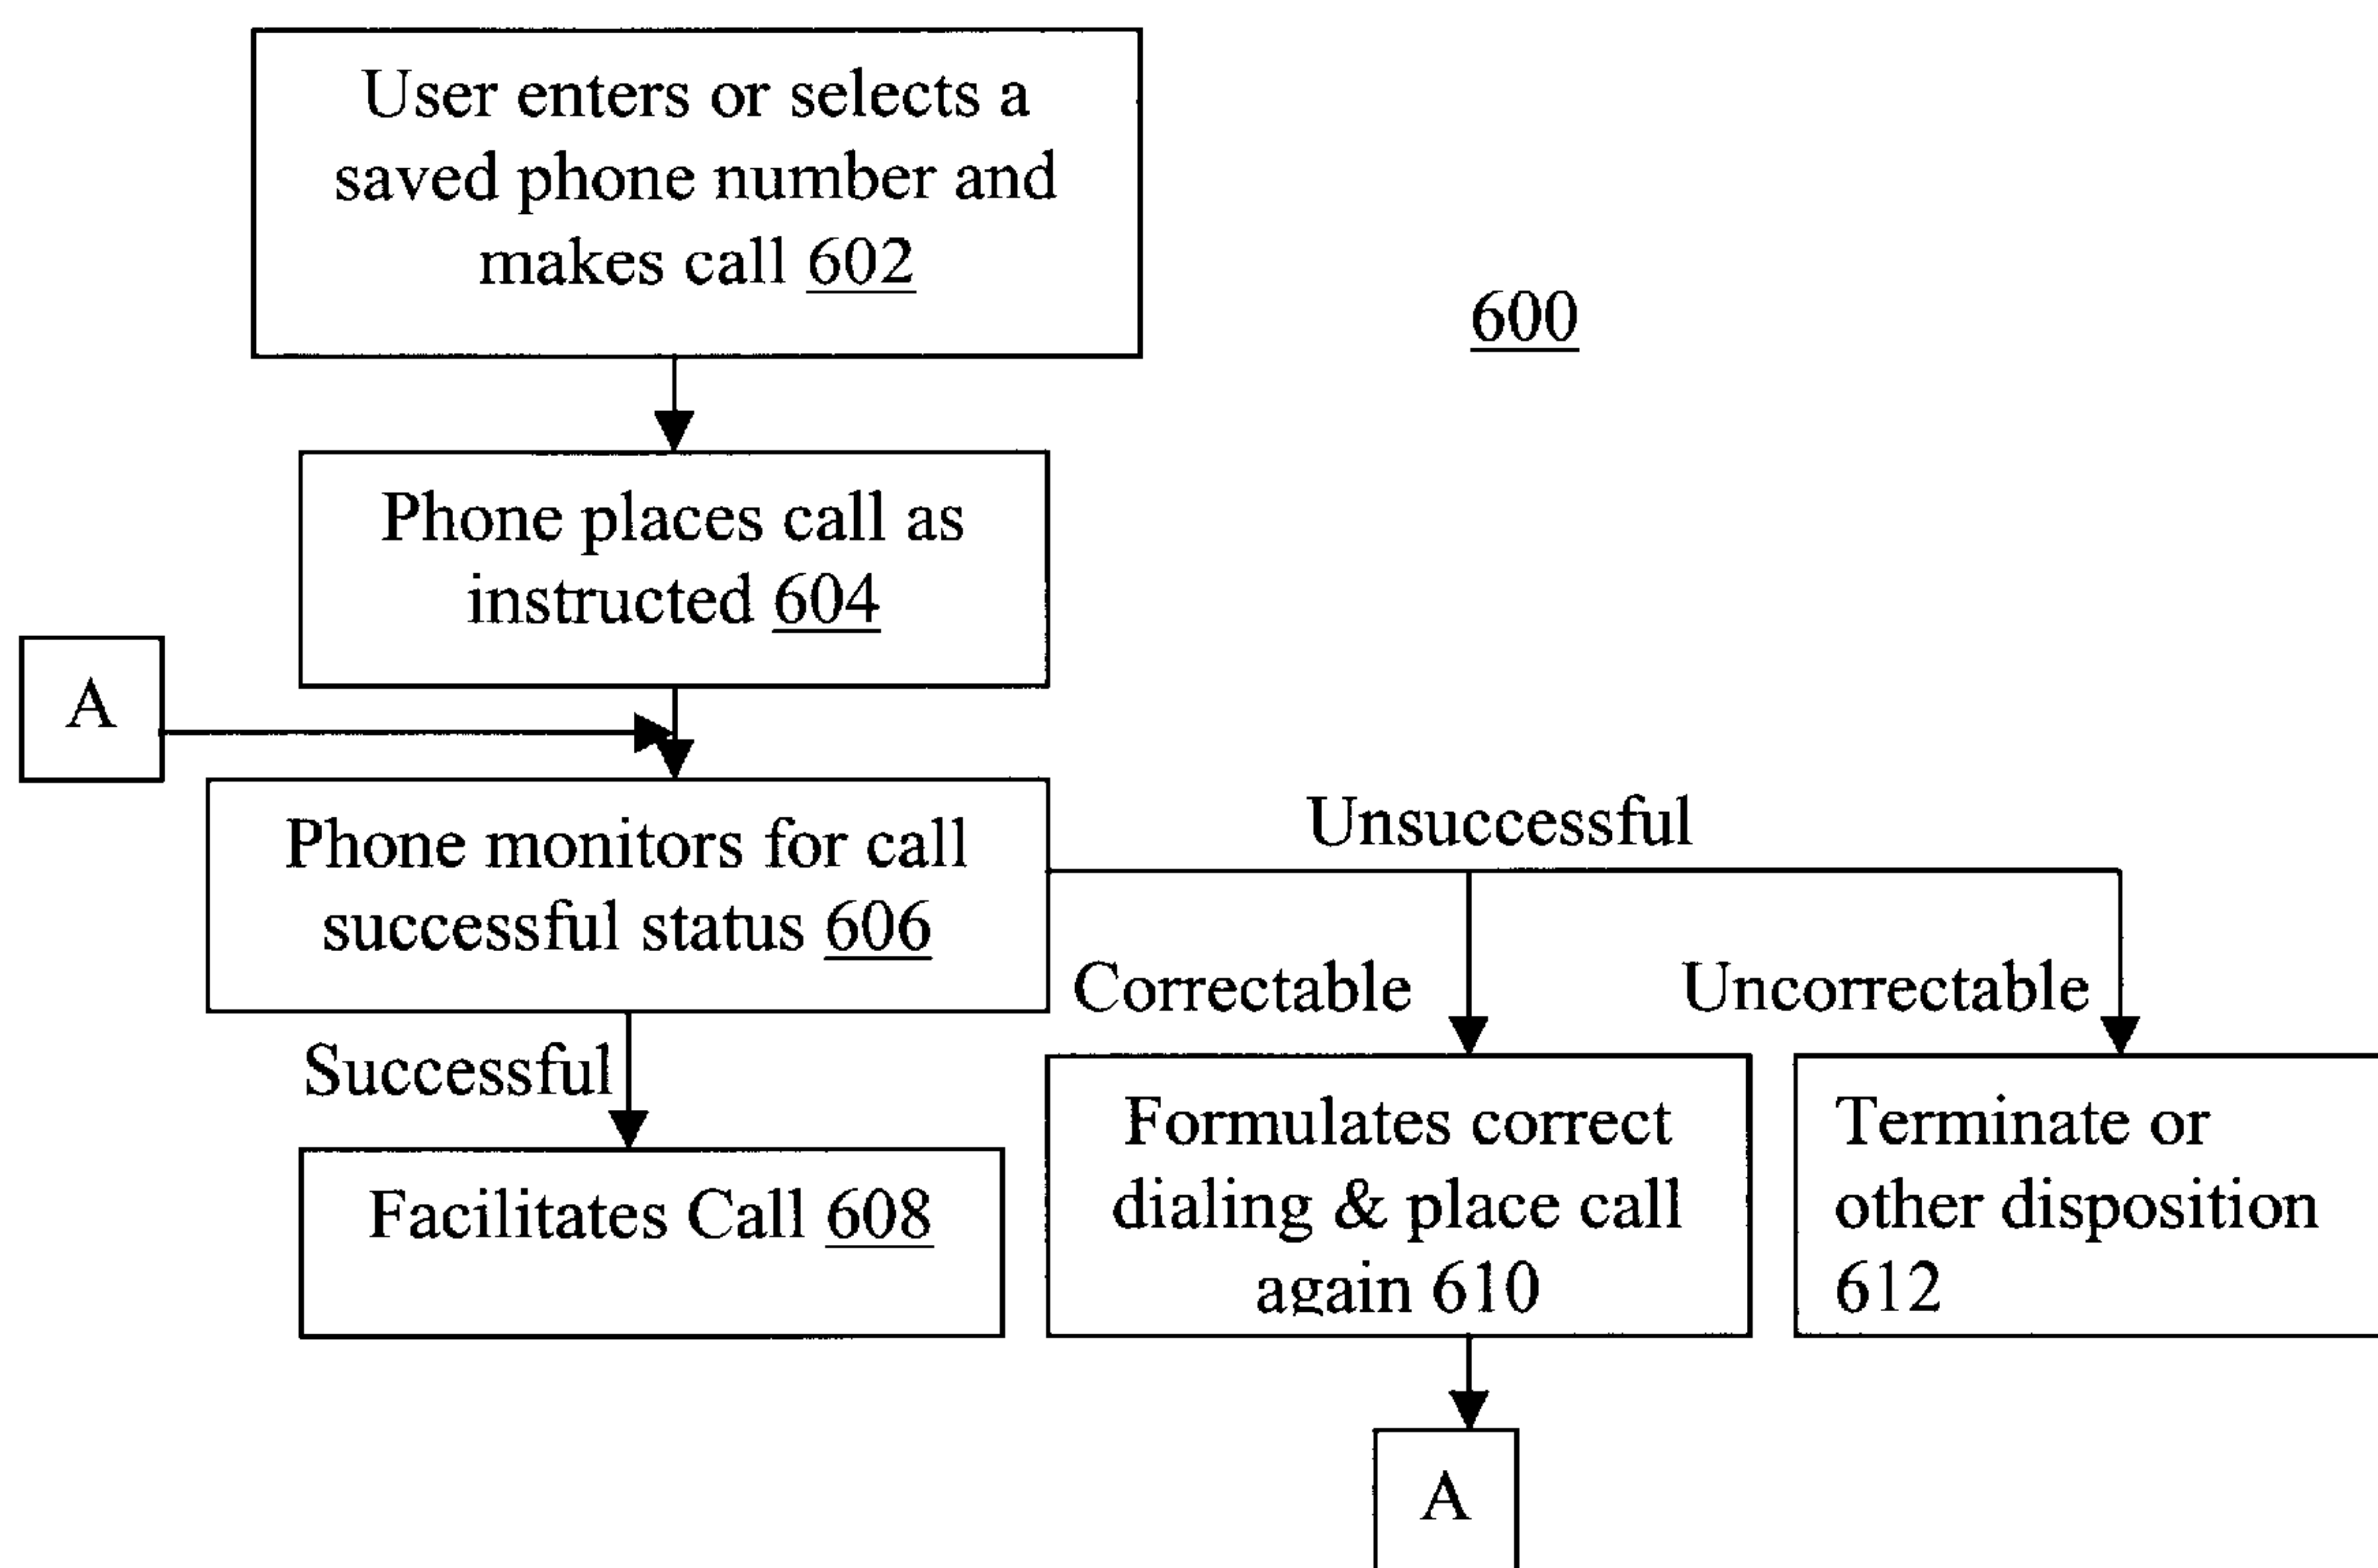 User enters or selects a
saved phone number and
makes call 602
600
Phone places call as
instructed 604
A
Phone monitors for call
successful status 606
Unsuccessful
Correctable
Uncorrectable
Successful
Facilitates Call 608
Formulates correct
dialing & place call
again 610
Terminate or
other disposition
612
A